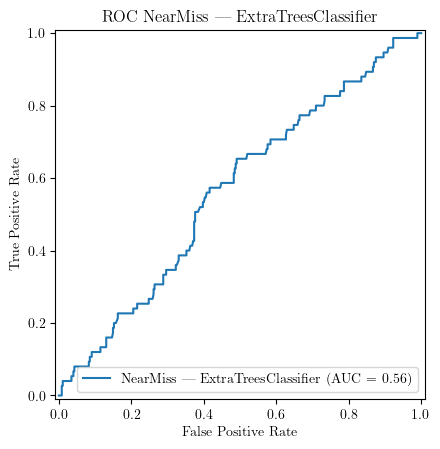 ROC NearMiss — ExtraTreesClassifier
1.0
0.8
0.6
0.4
0.2
0.0
True Positive Rate
NearMiss — ExtraTreesClassifier (AUC = 0.56)
0.0 0.2 0.4 0.6 0.8 1.0
False Positive Rate